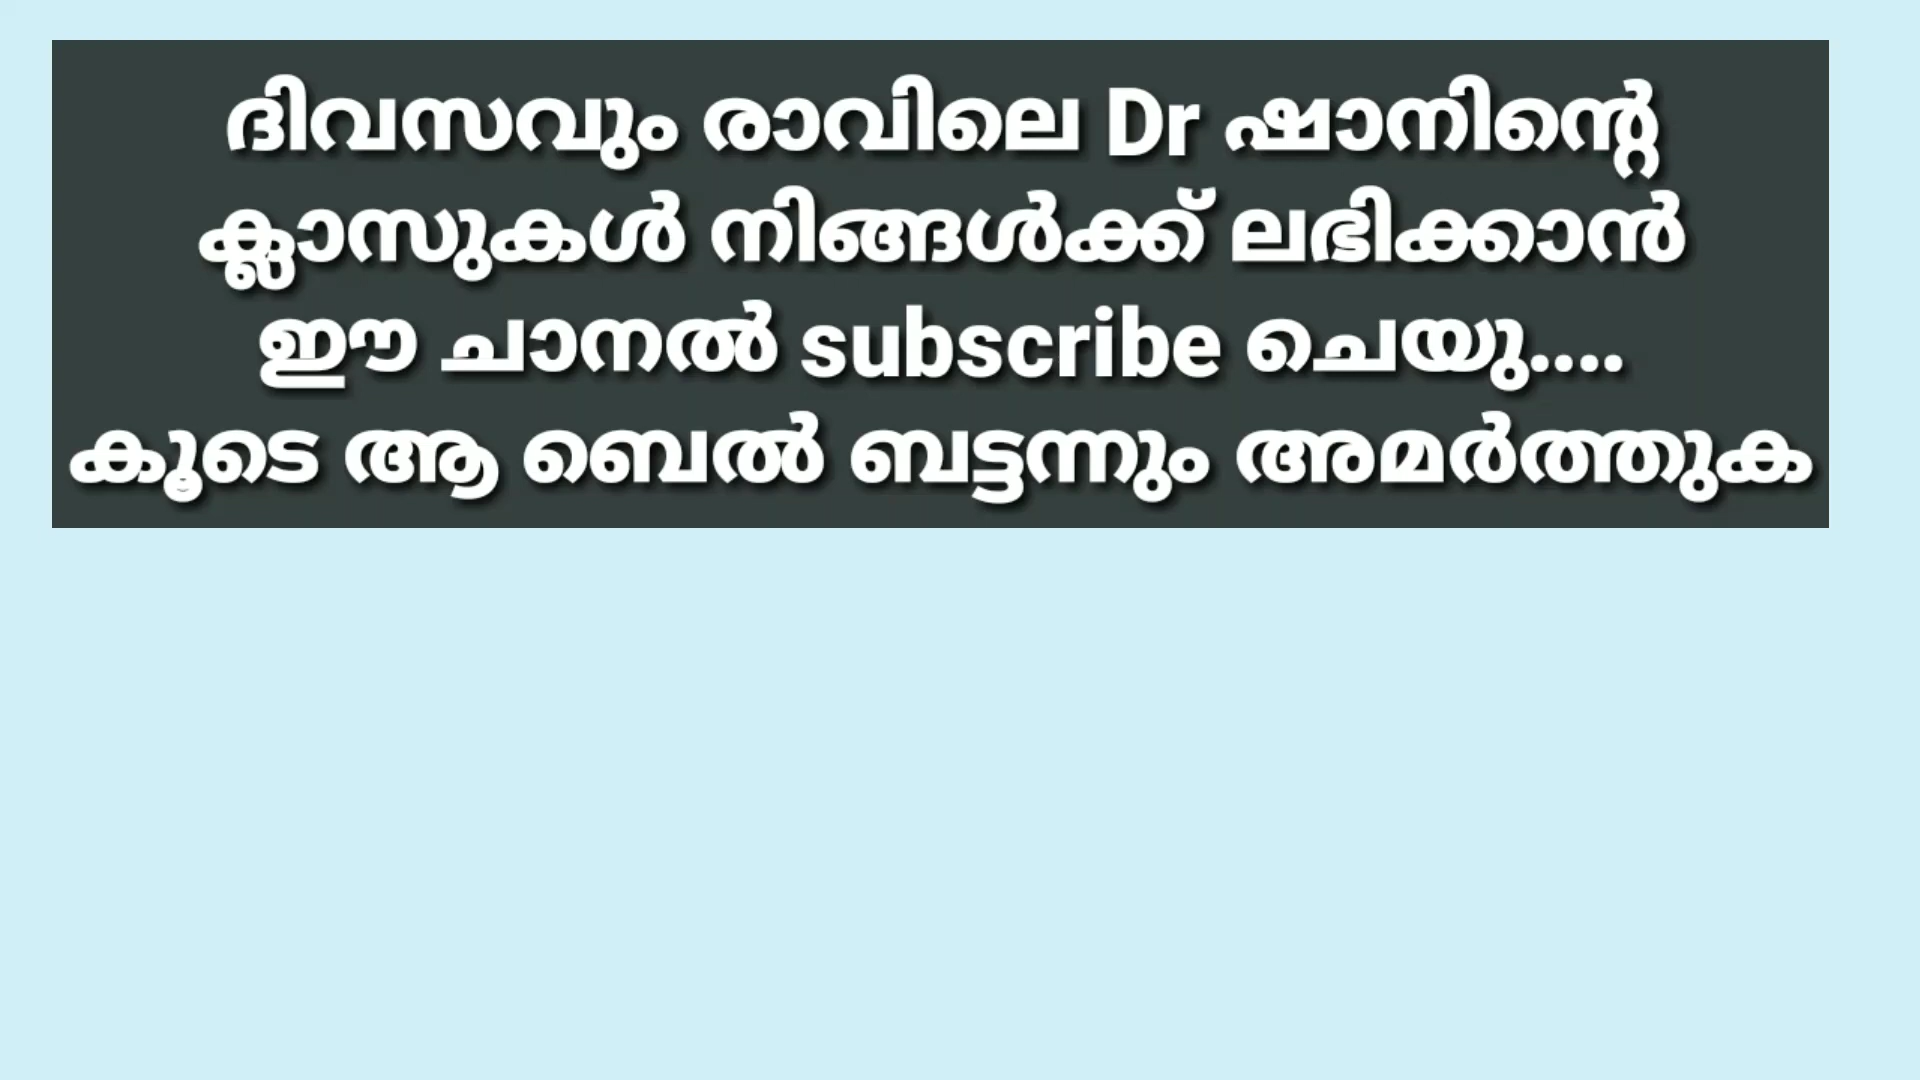 ദിവസവും രാവിലെ Dr ഷാനിന്റെ
ക്ലാസുകൾ നിങ്ങൾക്ക് ലഭിക്കാൻ
ഈ ചാനൽ subscribe ചെയൂ....
കൂടെ ആ ബെൽ ബട്ടന്നും അമർത്തുക